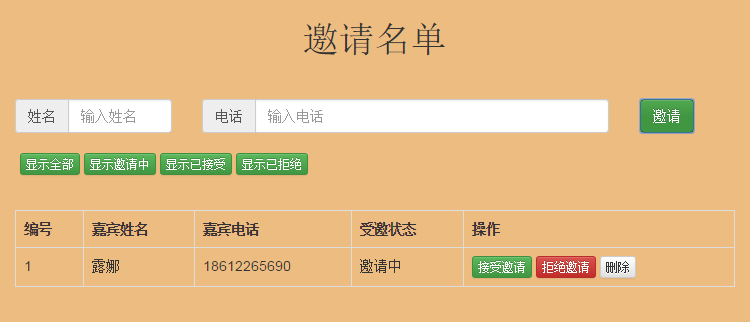 邀请名单
姓名 输入姓名 电话 输入电话 邀请
显示全部 显示邀请中 显示已接受 显示已拒绝
编号 嘉宾姓名 嘉宾电话 受邀状态 操作
1 露娜 18612265690 邀请中 接受邀请 拒绝邀请 删除